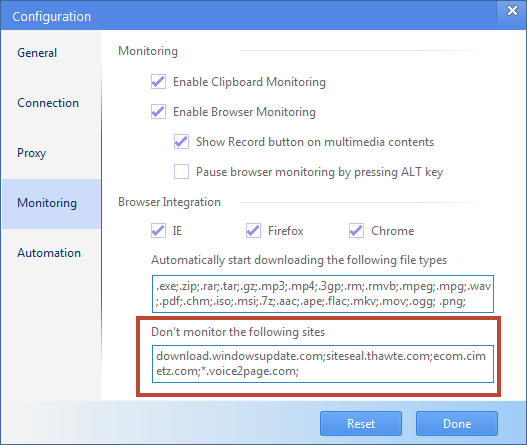 Configuration
General
Connection
Proxy
Monitoring
Automation
Monitoring
Enable Clipboard Monitoring
Enable Browser Monitoring
Show Record button on multimedia contents
Pause browser monitoring by pressing ALT key
Browser Integration
IE Firefox Chrome
Automatically start downloading the following file types
.exe;.zip;.rar;.tar;.gz;.mp3;.mp4;.3gp;.rm;.rmvb;.mpeg;.mpg;.wav
;.pdf;.chm;.iso;.msi;.7z;.aac;.ape;.flac;.mkv;.mov;.ogg; .png;
Don't monitor the following sites
download.windowsupdate.com;siteseal.thawte.com;ecom.cim
etz.com;*.voice2page.com;
Reset Done